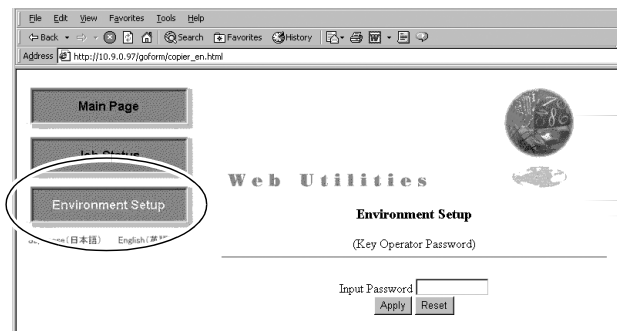 File Edit View Favorites Tools Help
Back Search Favorites History
Address http://10.9.0.97/goform/copier_en.html
Main Page
Job Status
Web Utilities
Environment Setup
Environment Setup
(Key Operator Password)
(日本語) English
Input Password
Apply Reset